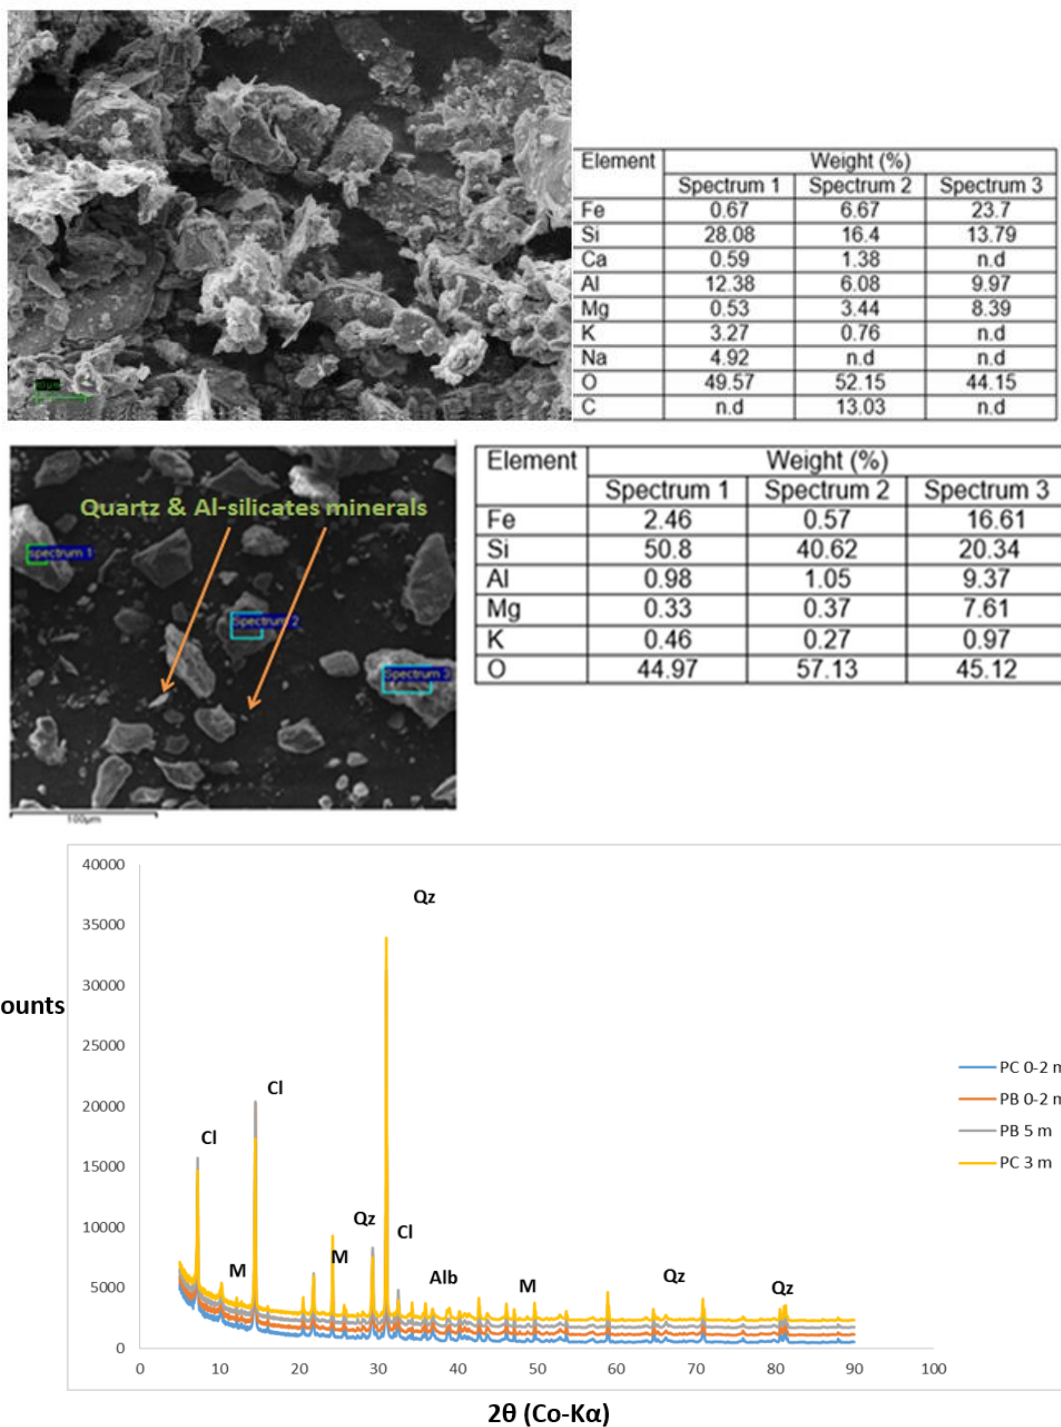 Element Weight (%)
Spectrum 1 Spectrum 2 Spectrum 3
Fe 0.67 6.67 23.7
Si 28.08 16.4 13.79
Ca 0.59 1.38 n.d
Al 12.38 6.08 9.97
Mg 0.53 3.44 8.39
K 3.27 0.76 n.d
Na 4.92 n.d n.d
O 49.57 52.15 44.15
C n.d 13.03 n.d
Quartz & Al-silicates minerals
spectrum 1
Spectrum 2
Spectrum 3
100µm
Element Weight (%)
Spectrum 1 Spectrum 2 Spectrum 3
Fe 2.46 0.57 16.61
Si 50.8 40.62 20.34
Al 0.98 1.05 9.37
Mg 0.33 0.37 7.61
K 0.46 0.27 0.97
O 44.97 57.13 45.12
40000
35000
30000
25000
20000
15000
10000
5000
0
ounts
Qz
Cl
Cl
Qz
Cl
M
M
Alb
M
Qz
Qz
PC 0-2 m
PB 0-2 m
PB 5 m
PC 3 m
0 10 20 30 40 50 60 70 80 90 100
2θ (Co-Kα)